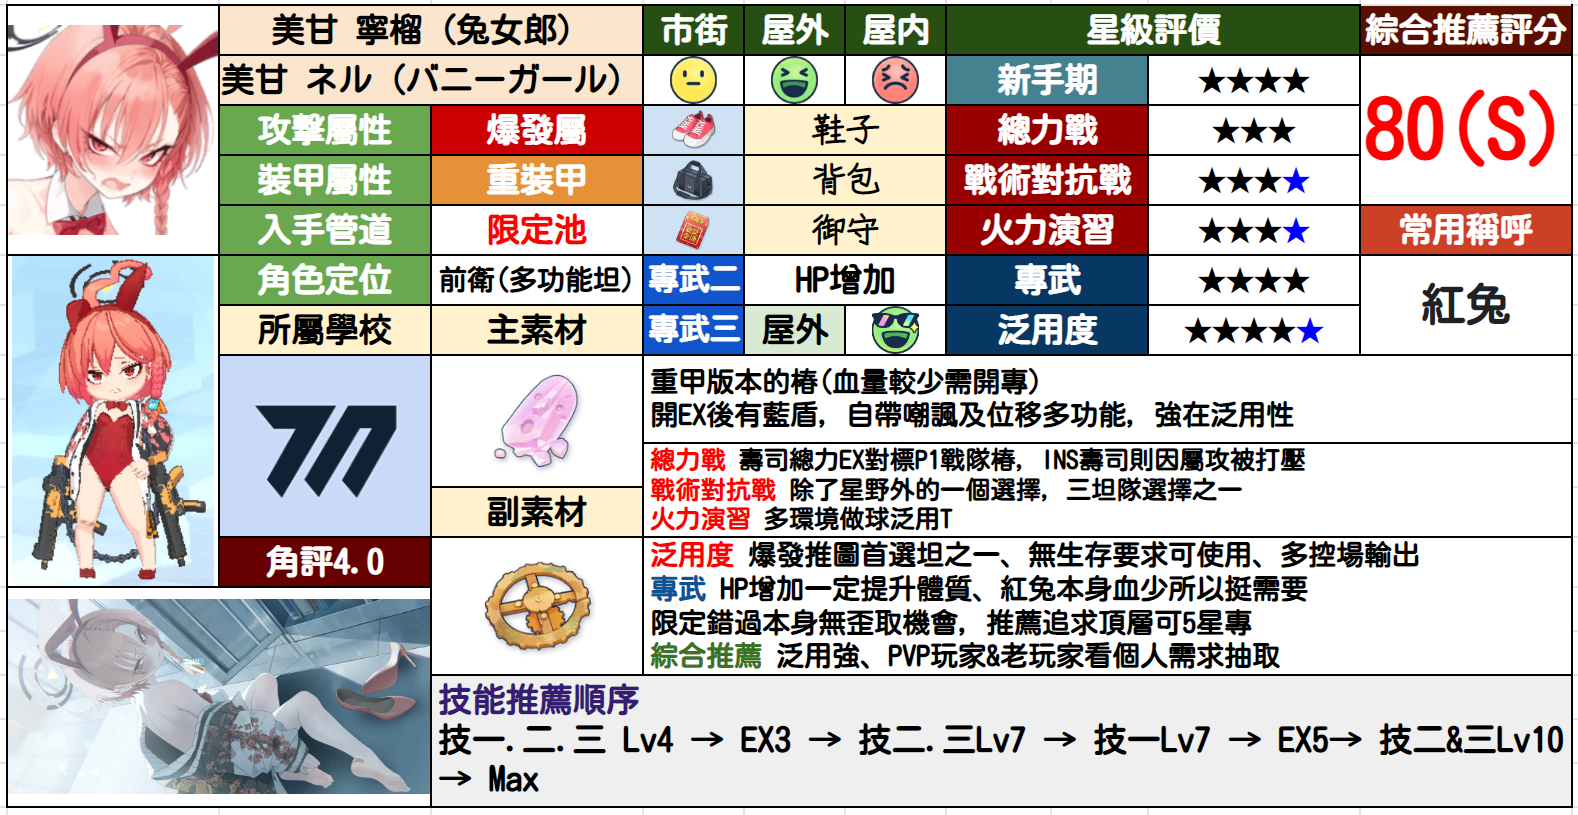 美甘 寧榴（兔女郎）
市街
屋外
屋內
星級評價
綜合推薦評分
美甘 ネル（バニーガール）
新手期
★★★★
80(S)
攻擊屬性
爆發屬
鞋子
總力戰
★★★
裝甲屬性
重裝甲
背包
戰術對抗戰
★★★★
入手管道
限定池
御守
火力演習
★★★★
常用稱呼
角色定位
前衛(多功能坦)
專武二
HP增加
專武
★★★★
紅兔
所屬學校
主素材
專武三
屋外
泛用度
★★★★★
重甲版本的椿(血量較少需開專)
開EX後有藍盾, 自帶嘲諷及位移多功能, 強在泛用性
總力戰 壽司總力EX對標P1戰隊椿, INS壽司則因屬攻被打壓
戰術對抗戰 除了星野外的一個選擇, 三坦隊選擇之一
火力演習 多環境做球泛用T
副素材
角評4.0
泛用度 爆發推圖首選坦之一、無生存要求可使用、多控場輸出
專武 HP增加一定提升體質、紅兔本身血少所以挺需要
限定錯過本身無歪取機會, 推薦追求頂層可5星專
綜合推薦 泛用強、PVP玩家&老玩家看個人需求抽取
技能推薦順序
技一.二.三 Lv4 → EX3 → 技二.三Lv7 → 技一Lv7 → EX5→ 技二&三Lv10
→ Max